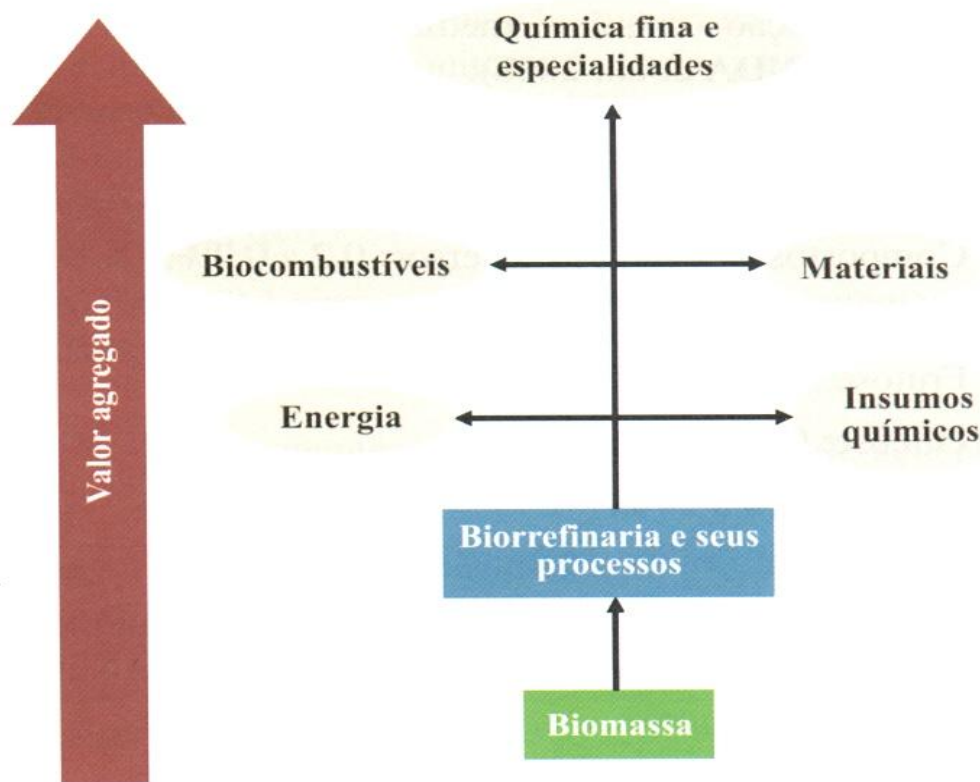 Química fina e
especialidades
Biocombustíveis
Materiais
Valor agregado
Energia
Insumos
químicos
Biorrefinaria e seus
processos
Biomassa